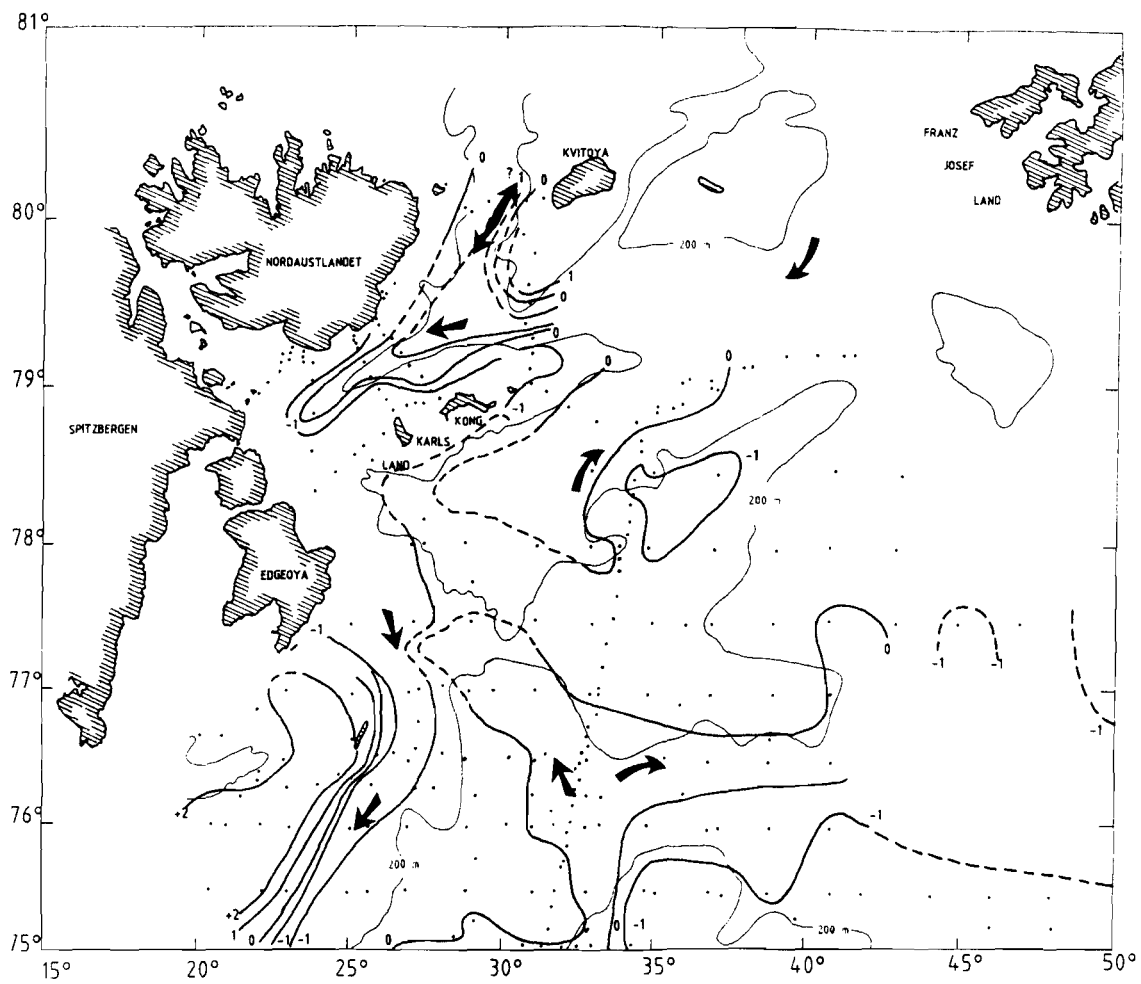 81°
80°
79°
78°
77°
76°
75°
15°
20°
25°
30°
35°
40°
45°
50°
FRANZ
JOSEF
LAND
KVITOYA
NORDAUSTLANDET
SPITZBERGEN
KONG
KARLS
LAND
EDGEOYA
0
? 1
0
200 m
1
0
0
0
0
-1
-1
-1
200 m
-1
0
-1
-1
-1
+2
-1
200 m
200 m
+2
1
0
-1
-1
0
0
-1